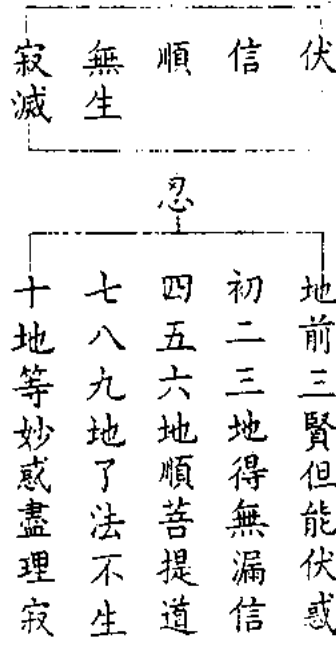 伏
信
順
無生
寂滅
忍
地前三賢但能伏惑
初二三地得無漏信
四五六地順菩提道
七八九地了法不生
十地等妙惑盡理寂